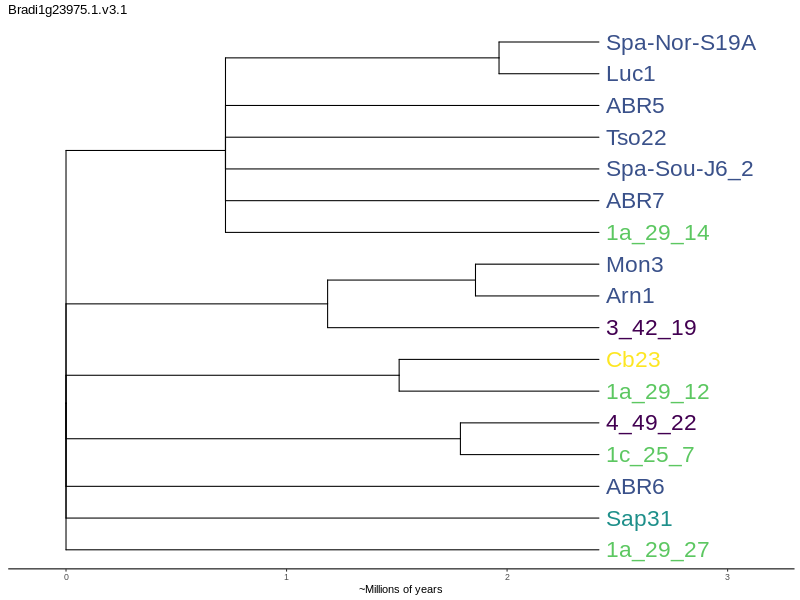 Bradi1g23975.1.v3.1
Spa-Nor-S19A
Luc1
ABR5
Tso22
Spa-Sou-J6_2
ABR7
1a_29_14
Mon3
Arn1
3_42_19
Cb23
1a_29_12
4_49_22
1c_25_7
ABR6
Sap31
1a_29_27
0 1 2 3
~Millions of years